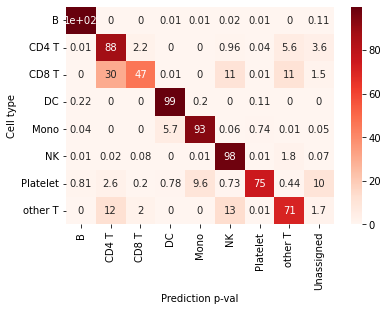 B 1e+02 0 0 0.01 0.01 0.02 0.01 0 0.11
CD4 T 0.01 88 2.2 0 0 0.96 0.04 5.6 3.6
CD8 T 0 30 47 0.01 0 11 0.01 11 1.5
DC 0.22 0 0 99 0.2 0 0.11 0 0
Mono 0.04 0 0 5.7 93 0.06 0.74 0.01 0.05
NK 0.01 0.02 0.08 0 0.01 98 0.01 1.8 0.07
Platelet 0.81 2.6 0.2 0.78 9.6 0.73 75 0.44 10
other T 0 12 2 0 0 13 0.01 71 1.7
B CD4 T CD8 T DC Mono NK Platelet other T Unassigned
Prediction p-val
Cell type
80
60
40
20
0